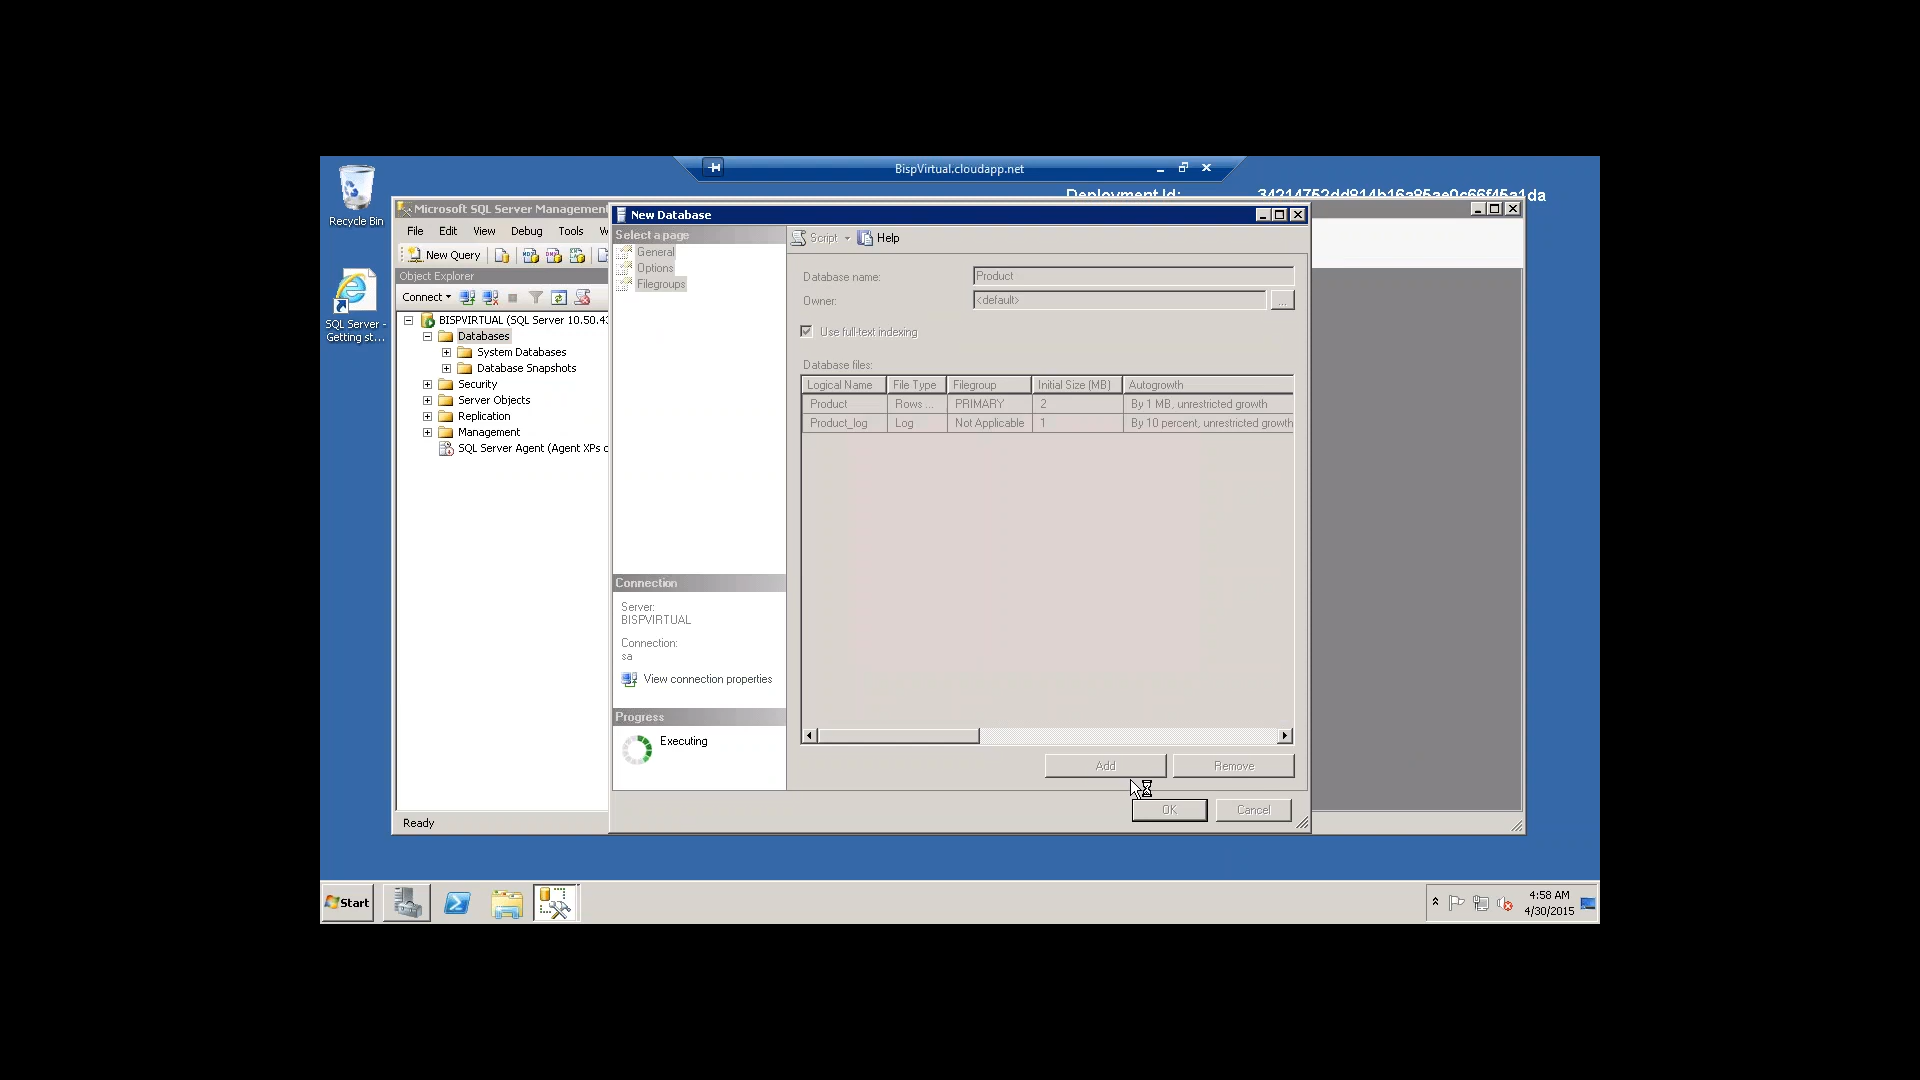 BispVirtual.cloudapp.net
Recycle Bin
SQL Server -
Getting st...
Microsoft SQL Server Management
File Edit View Debug Tools
New Query
Object Explorer
Connect
BISPVIRTUAL (SQL Server 10.50.43
Databases
System Databases
Database Snapshots
Security
Server Objects
Replication
Management
SQL Server Agent (Agent XPs
Ready
New Database
Select a page
General
Options
Filegroups
Script Help
Database name: Product
Owner: <default> ...
Use full-text indexing
Database files:
Logical Name File Type Filegroup Initial Size (MB) Autogrowth
Product Rows ... PRIMARY 2 By 1 MB, unrestricted growth
Product_log Log Not Applicable 1 By 10 percent, unrestricted growth
Connection
Server:
BISPVIRTUAL
Connection:
sa
View connection properties
Progress
Executing
Add Remove
OK Cancel
Start
4:58 AM
4/30/2015